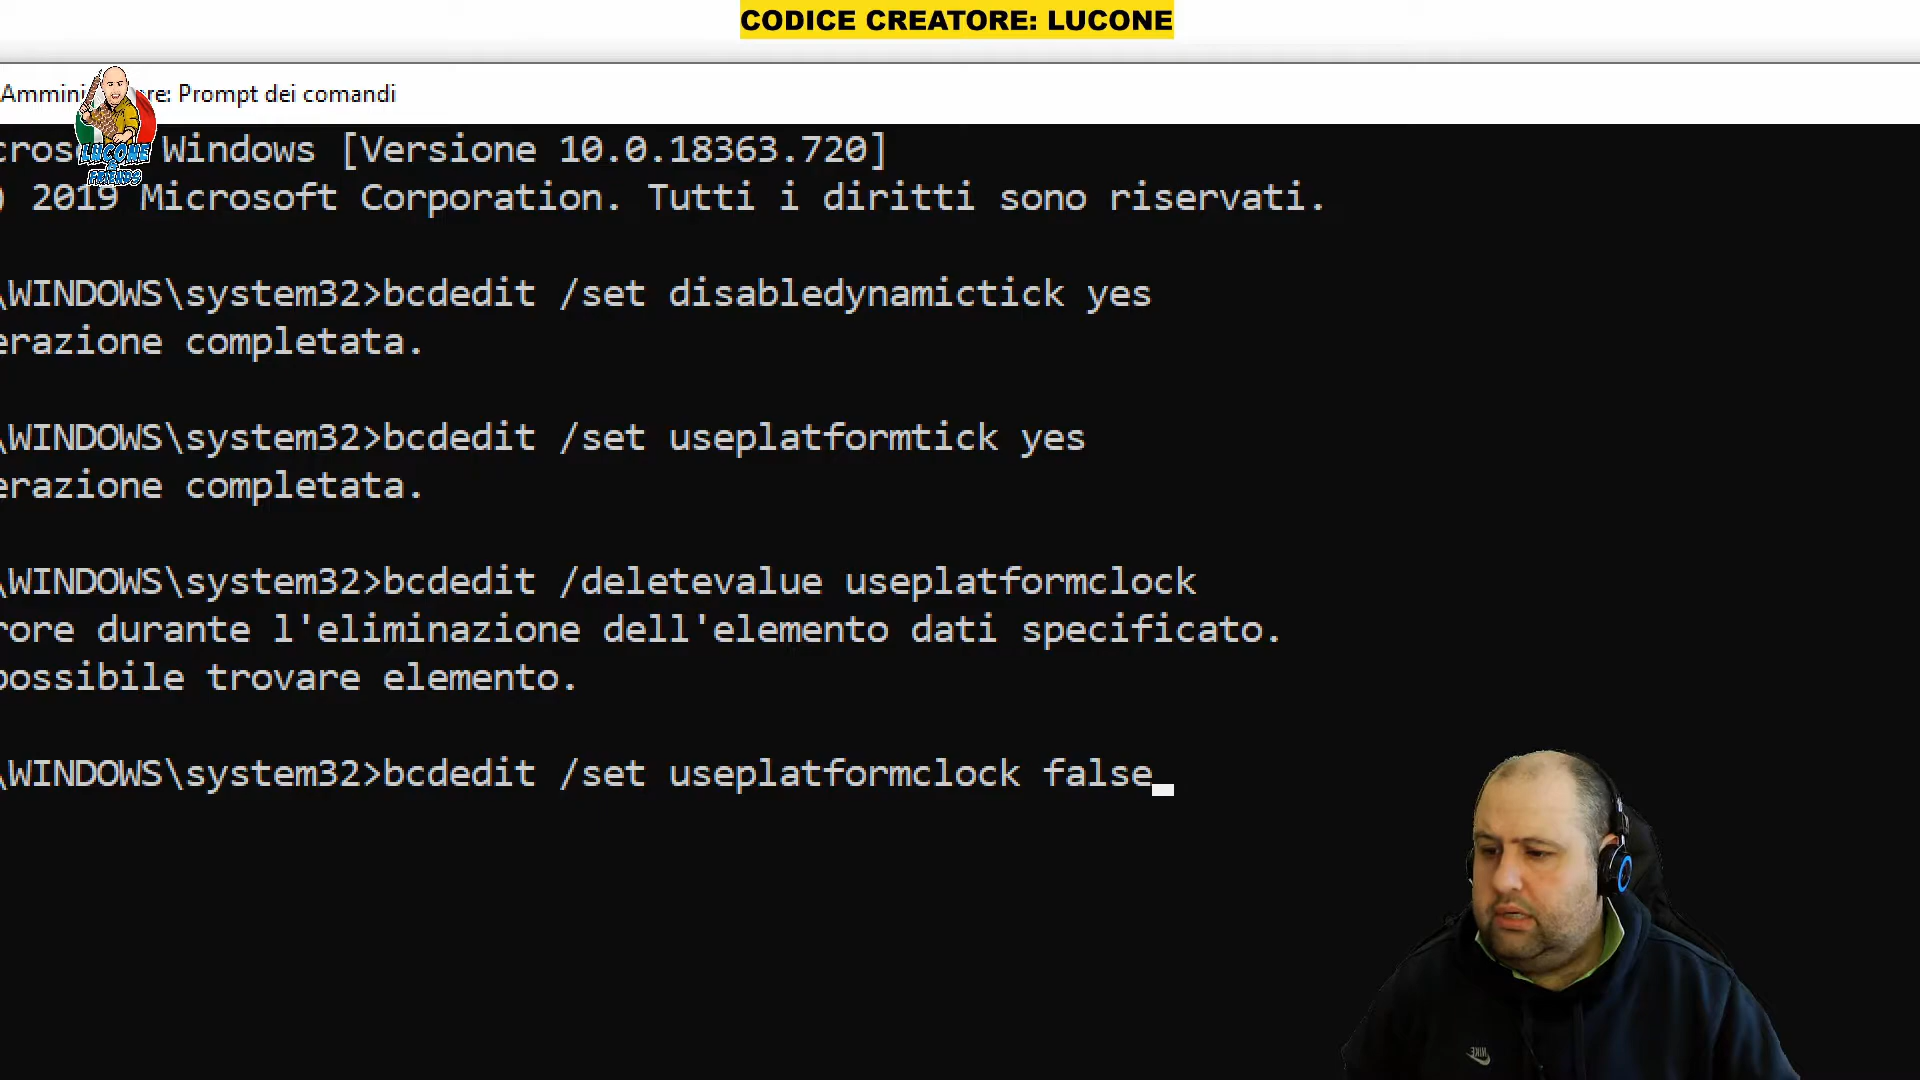 CODICE CREATORE: LUCONE
Ammini re: Prompt dei comandi
LUCONE
&
FRIENDS
cros Windows [Versione 10.0.18363.720]
) 2019 Microsoft Corporation. Tutti i diritti sono riservati.
\WINDOWS\system32>bcdedit /set disabledynamictick yes
erazione completata.
\WINDOWS\system32>bcdedit /set useplatformtick yes
erazione completata.
\WINDOWS\system32>bcdedit /deletevalue useplatformclock
rore durante l'eliminazione dell'elemento dati specificato.
possibile trovare elemento.
\WINDOWS\system32>bcdedit /set useplatformclock false
NIKE